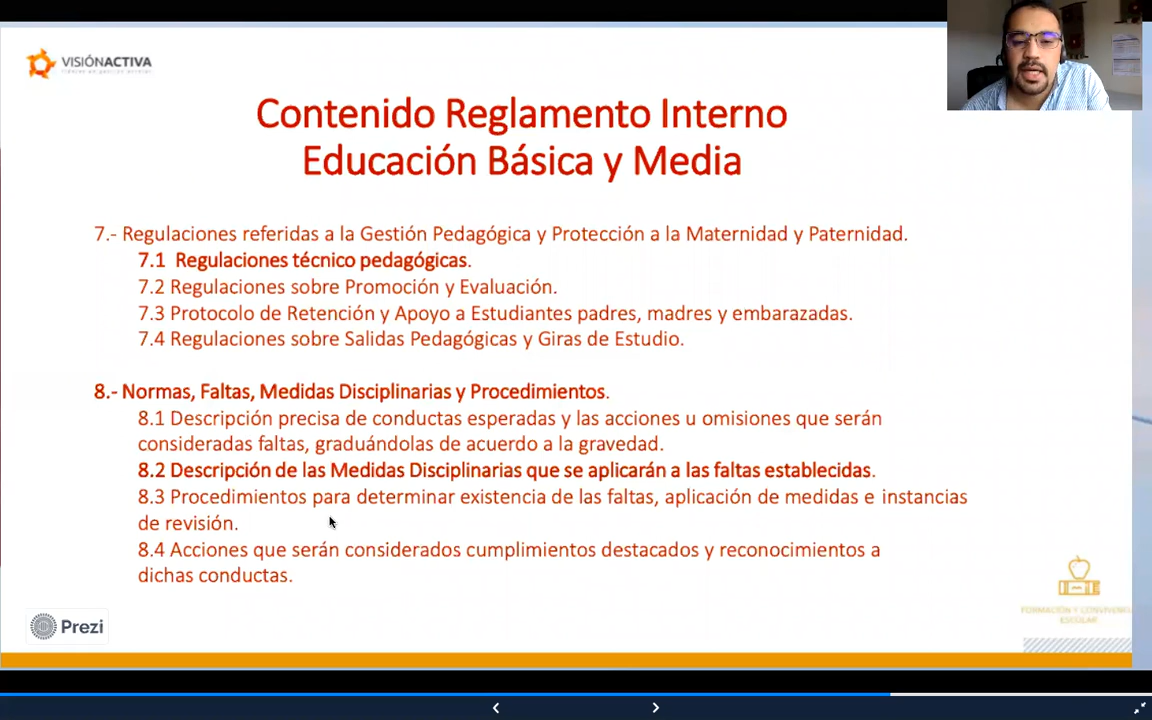 VISIÓNACTIVA
Contenido Reglamento Interno
Educación Básica y Media
7.- Regulaciones referidas a la Gestión Pedagógica y Protección a la Maternidad y Paternidad.
7.1 Regulaciones técnico pedagógicas.
7.2 Regulaciones sobre Promoción y Evaluación.
7.3 Protocolo de Retención y Apoyo a Estudiantes padres, madres y embarazadas.
7.4 Regulaciones sobre Salidas Pedagógicas y Giras de Estudio.
8.- Normas, Faltas, Medidas Disciplinarias y Procedimientos.
8.1 Descripción precisa de conductas esperadas y las acciones u omisiones que serán
consideradas faltas, graduándolas de acuerdo a la gravedad.
8.2 Descripción de las Medidas Disciplinarias que se aplicarán a las faltas establecidas.
8.3 Procedimientos para determinar existencia de las faltas, aplicación de medidas e instancias
de revisión.
8.4 Acciones que serán considerados cumplimientos destacados y reconocimientos a
dichas conductas.
FORMACIÓN Y CONVIVENCIA
ESCOLAR
Prezi